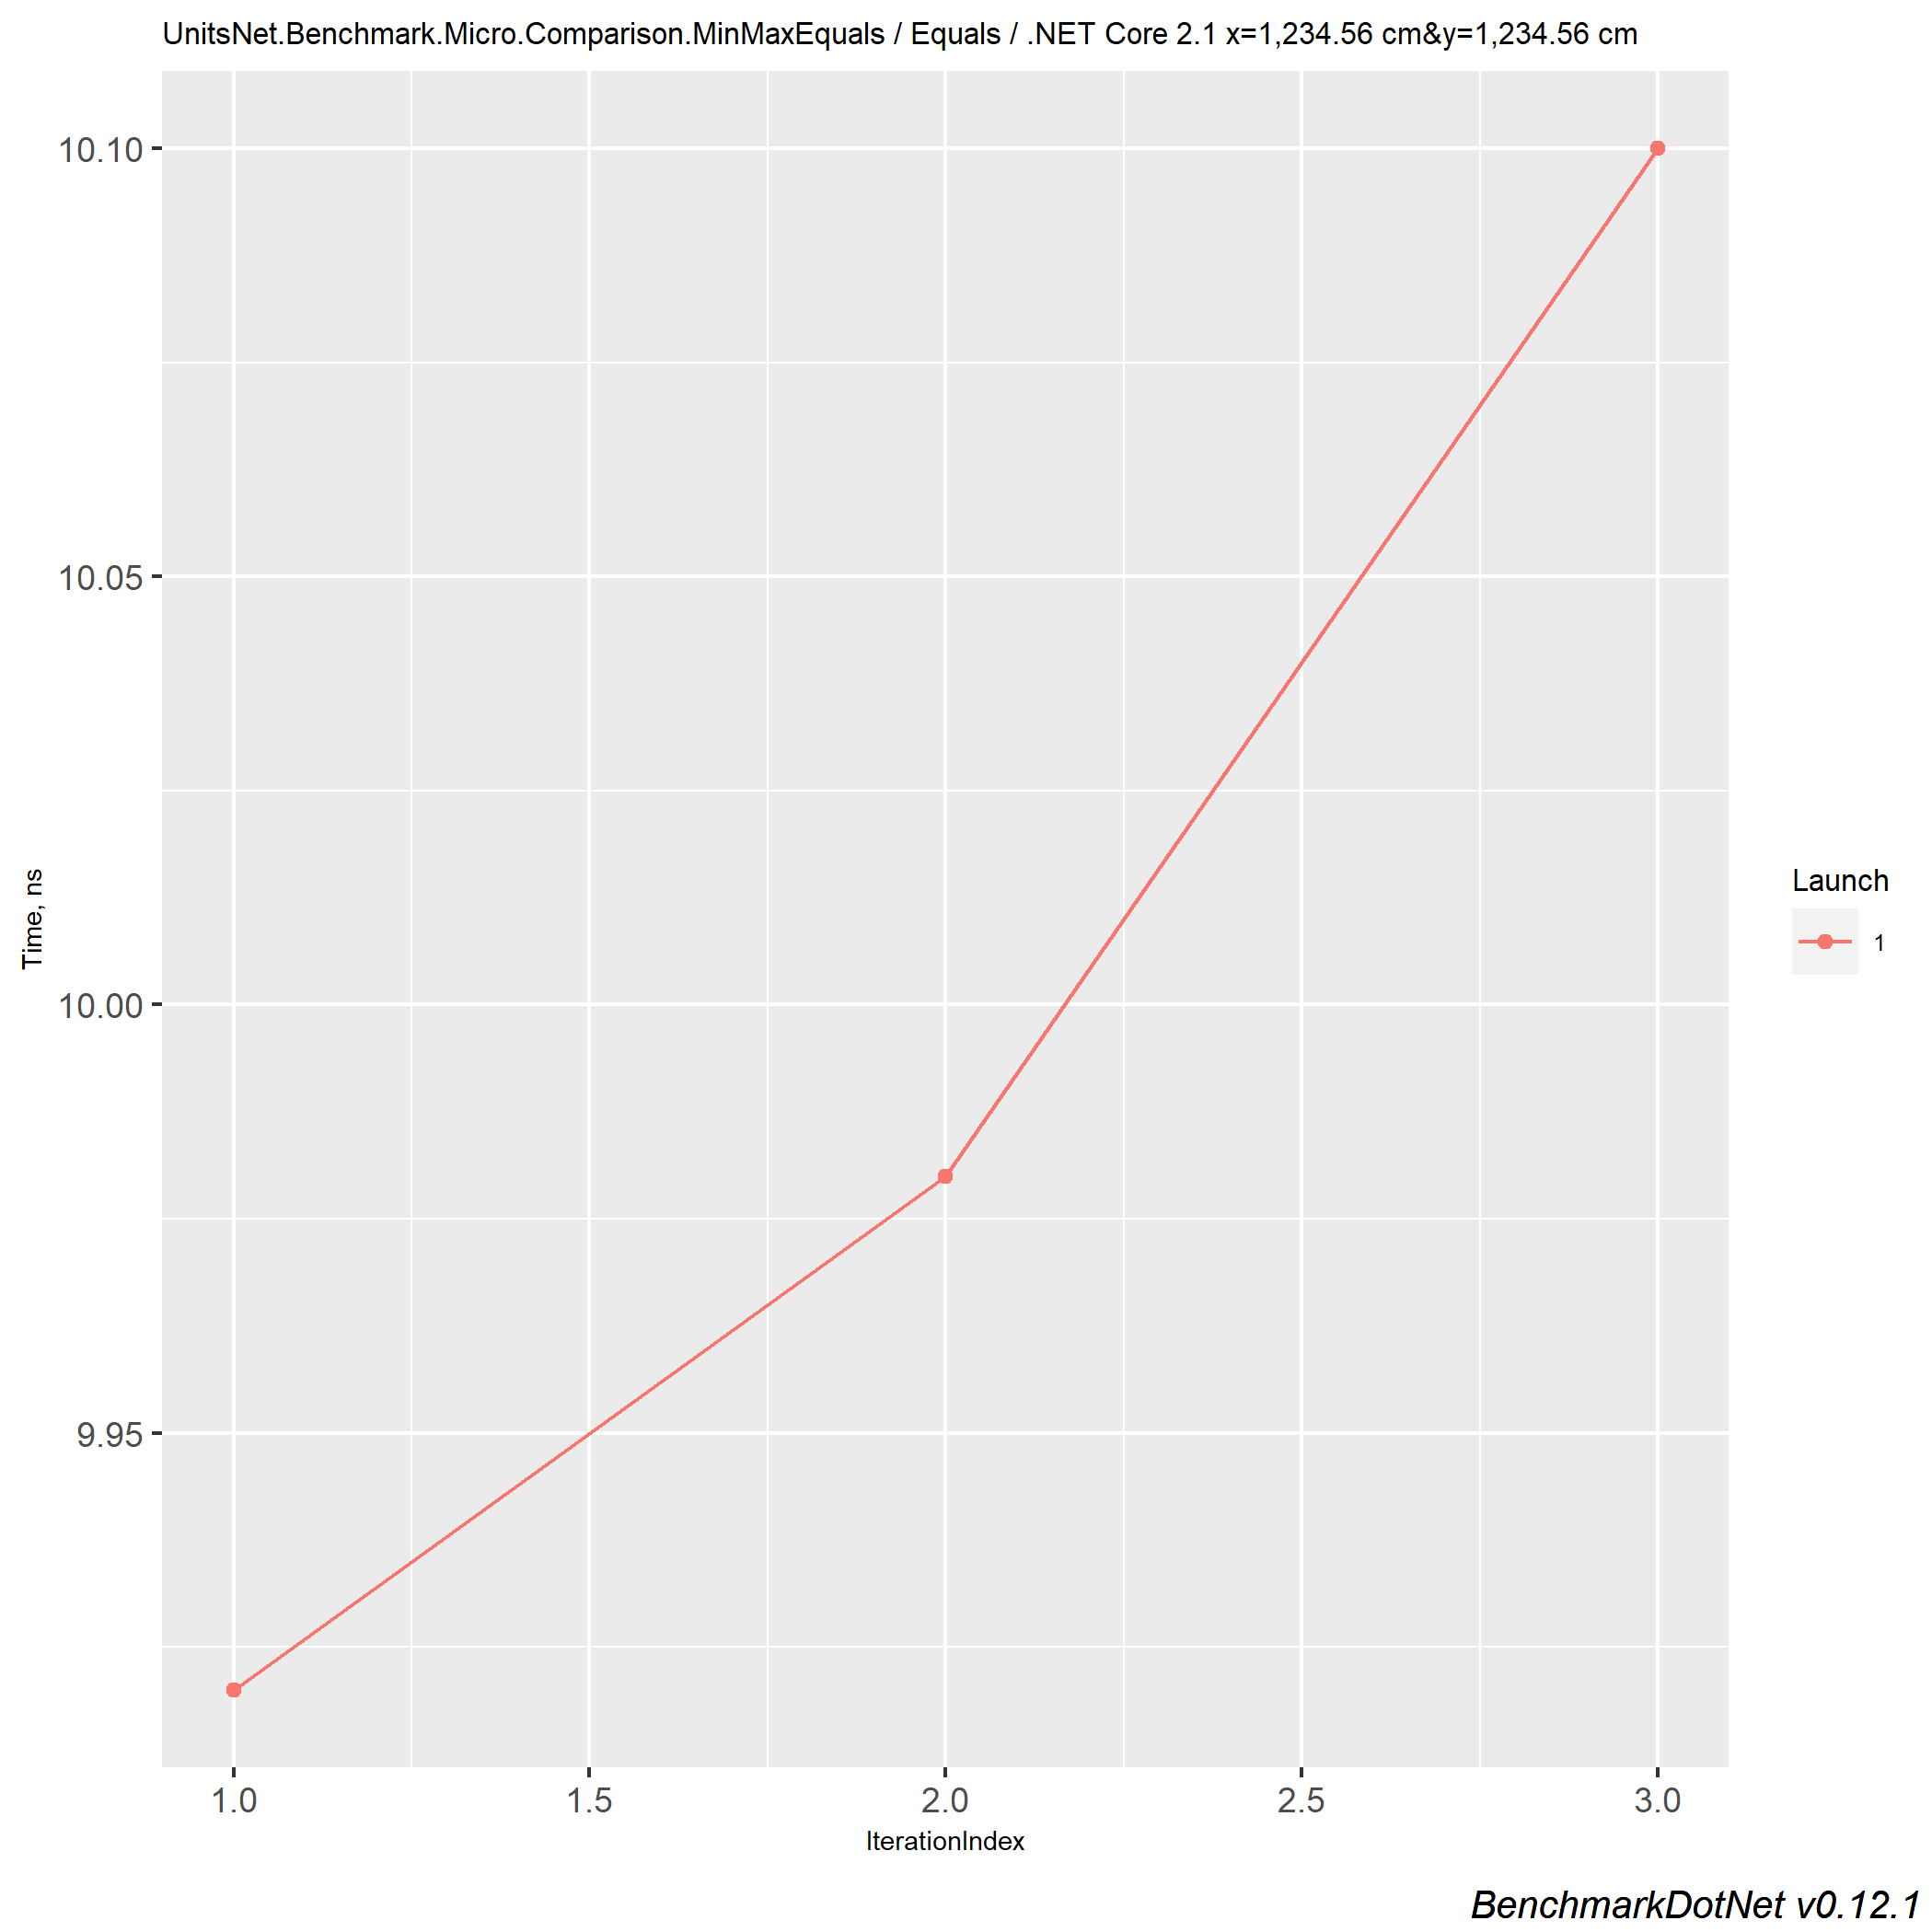 UnitsNet.Benchmark.Micro.Comparison.MinMaxEquals / Equals / .NET Core 2.1 x=1,234.56 cm&y=1,234.56 cm
10.10
10.05
10.00
9.95
Time, ns
1.0 1.5 2.0 2.5 3.0
IterationIndex
Launch
1
BenchmarkDotNet v0.12.1